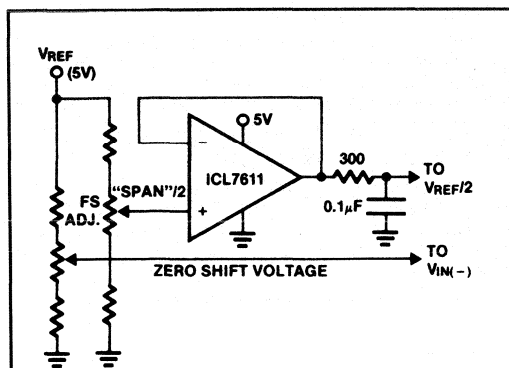 VREF
(5V)
5V
−
ICL7611
+
300
TO
VREF/2
0.1μF
FS
ADJ.
“SPAN”/2
ZERO SHIFT VOLTAGE
TO
VIN(−)